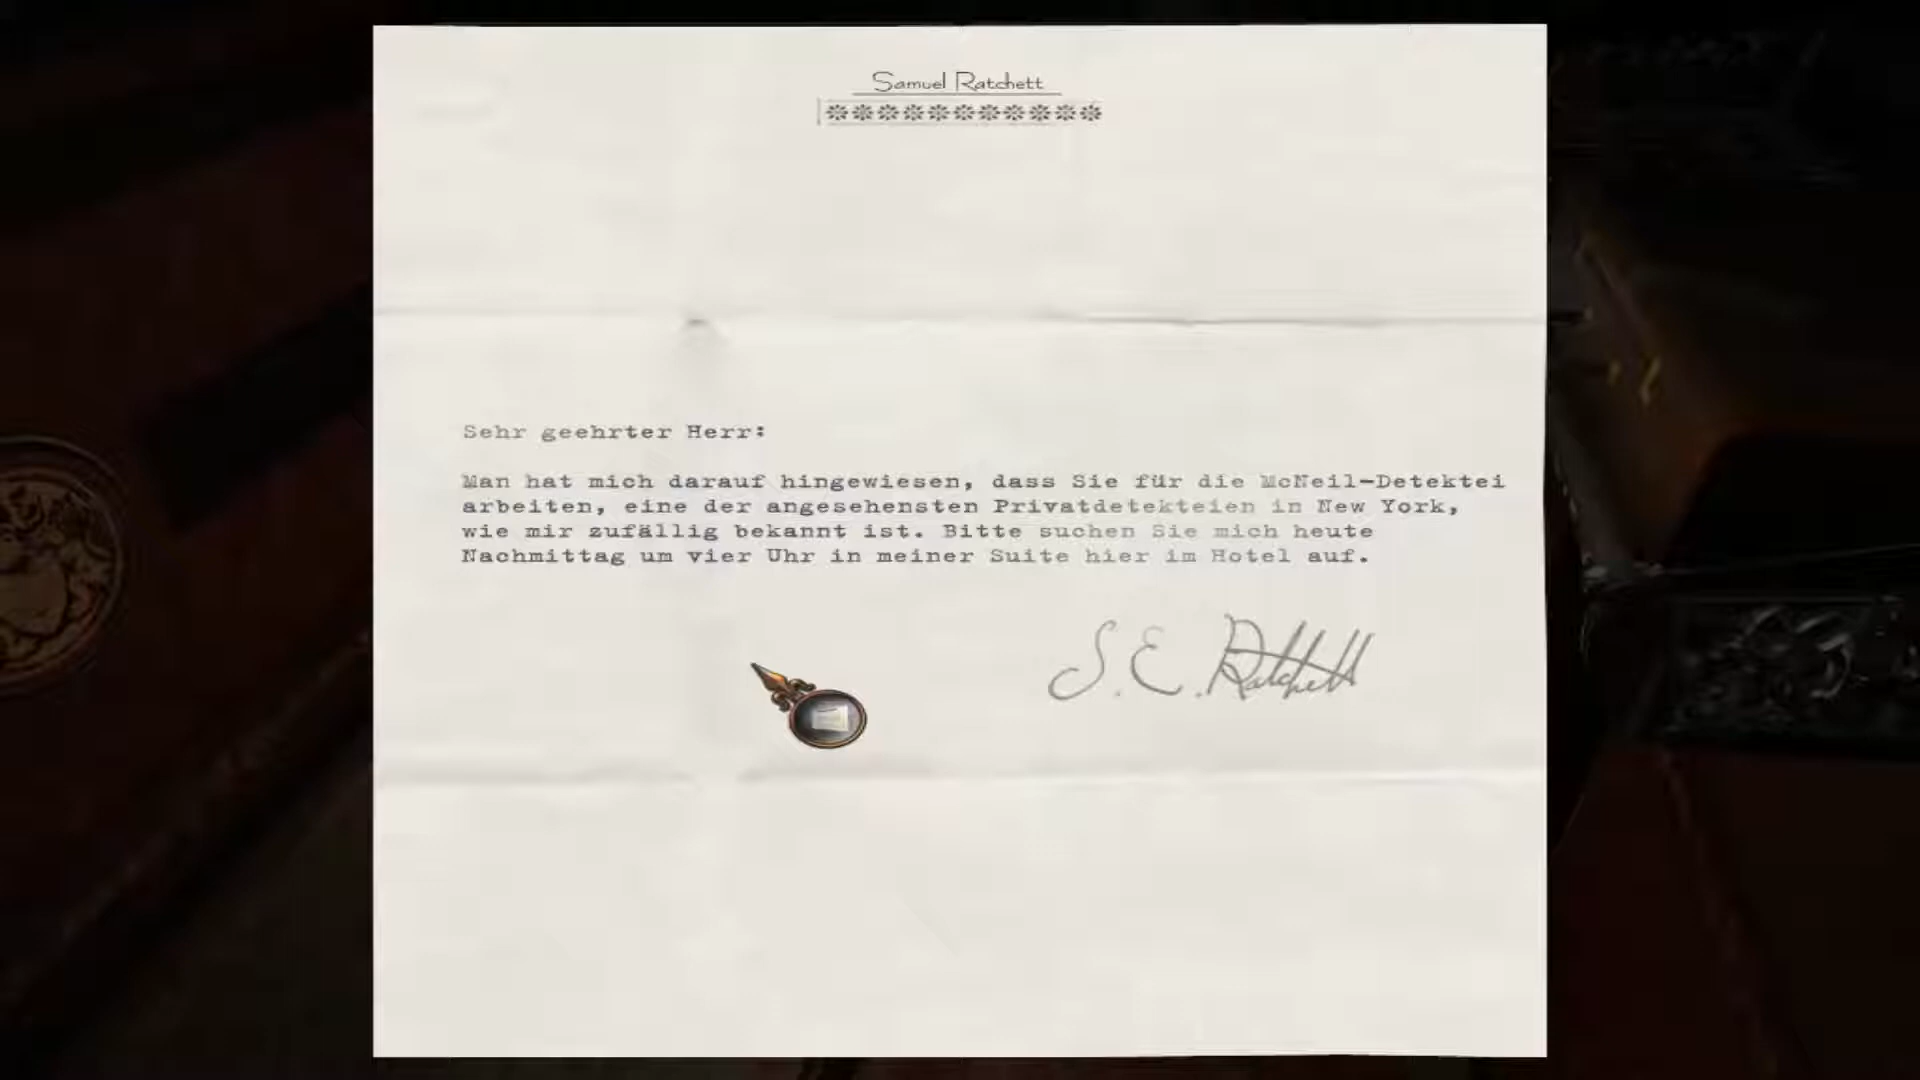 Samuel Ratchett
Sehr geehrter Herr:
Man hat mich darauf hingewiesen, dass Sie für die McNeil-Detektei
arbeiten, eine der angesehensten Privatdetekteien in New York,
wie mir zufällig bekannt ist. Bitte suchen Sie mich heute
Nachmittag um vier Uhr in meiner Suite hier im Hotel auf.
S.E. Ratchett